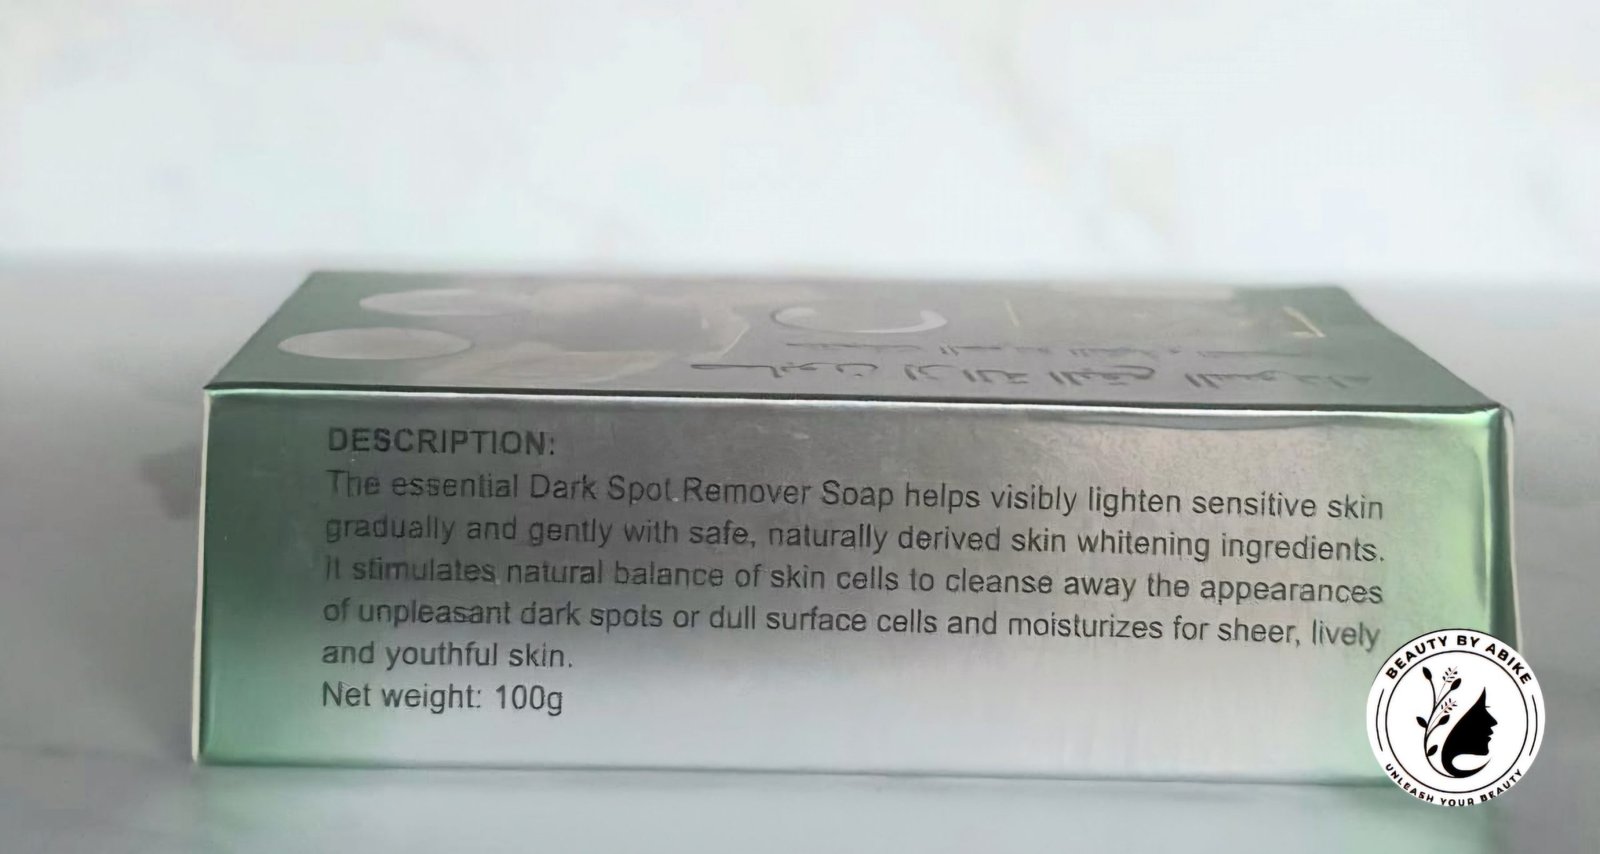 DESCRIPTION:
The essential Dark Spot Remover Soap helps visibly lighten sensitive skin
gradually and gently with safe, naturally derived skin whitening ingredients.
It stimulates natural balance of skin cells to cleanse away the appearances
of unpleasant dark spots or dull surface cells and moisturizes for sheer, lively
and youthful skin.
Net weight: 100g
BEAUTY BY ABIKE
UNLEASH YOUR BEAUTY